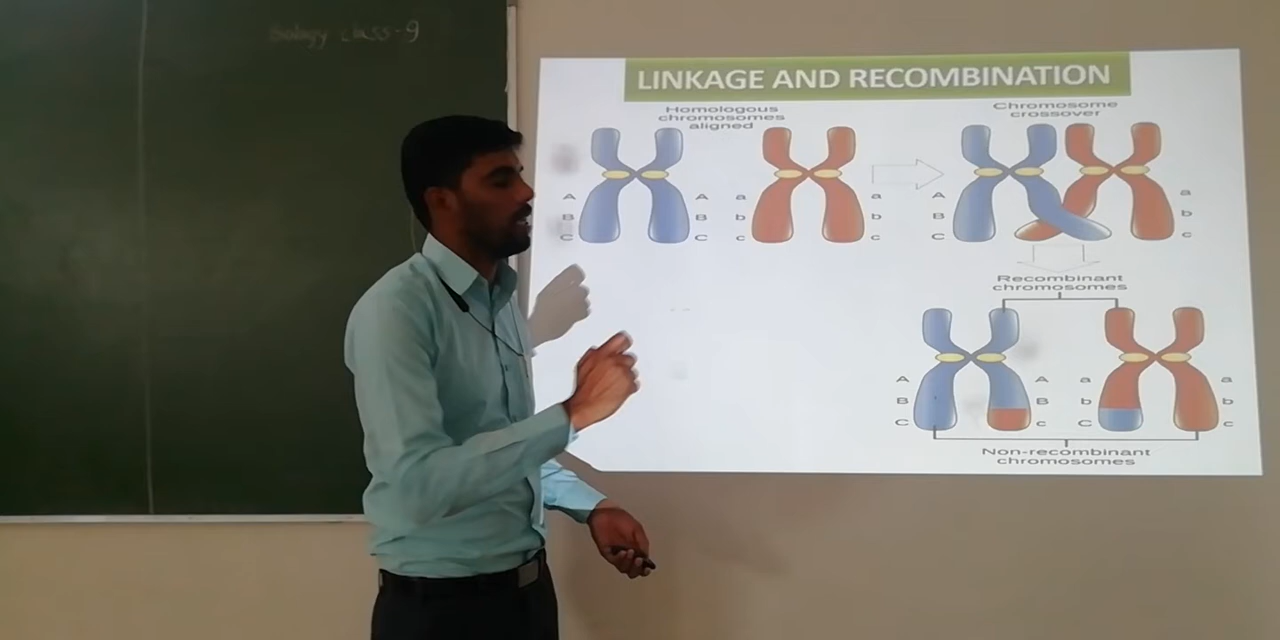 Biology class-9
LINKAGE AND RECOMBINATION
Homologous
chromosomes
aligned
Chromosome
crossover
A A a a A a
B B b b B b
C C c c C c
Recombinant
chromosomes
A A a a
B B b b
C c C c
Non-recombinant
chromosomes